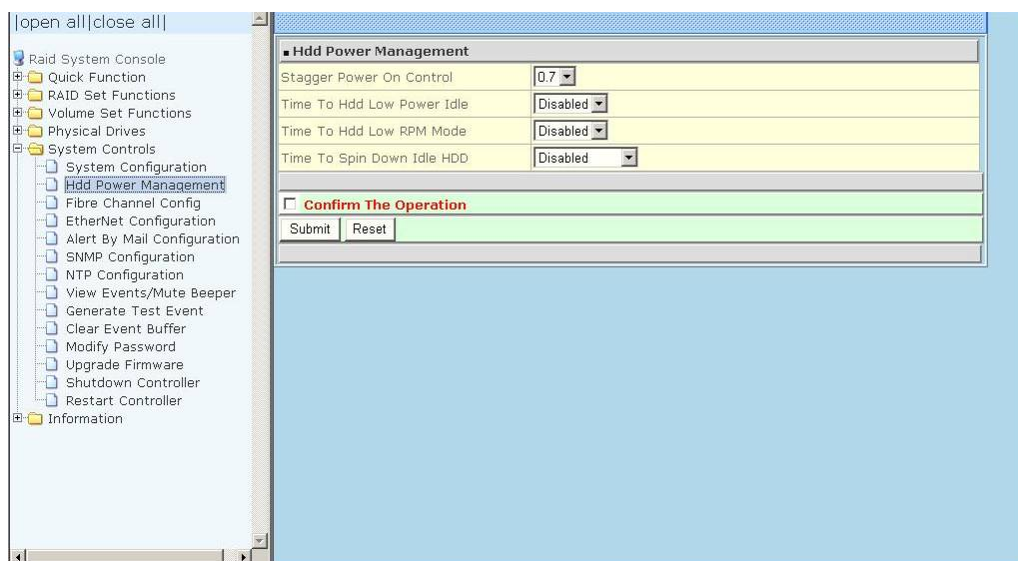 |open all|close all|
Raid System Console
Quick Function
RAID Set Functions
Volume Set Functions
Physical Drives
System Controls
System Configuration
Hdd Power Management
Fibre Channel Config
EtherNet Configuration
Alert By Mail Configuration
SNMP Configuration
NTP Configuration
View Events/Mute Beeper
Generate Test Event
Clear Event Buffer
Modify Password
Upgrade Firmware
Shutdown Controller
Restart Controller
Information
Hdd Power Management
Stagger Power On Control 0.7
Time To Hdd Low Power Idle Disabled
Time To Hdd Low RPM Mode Disabled
Time To Spin Down Idle HDD Disabled
Confirm The Operation
Submit Reset